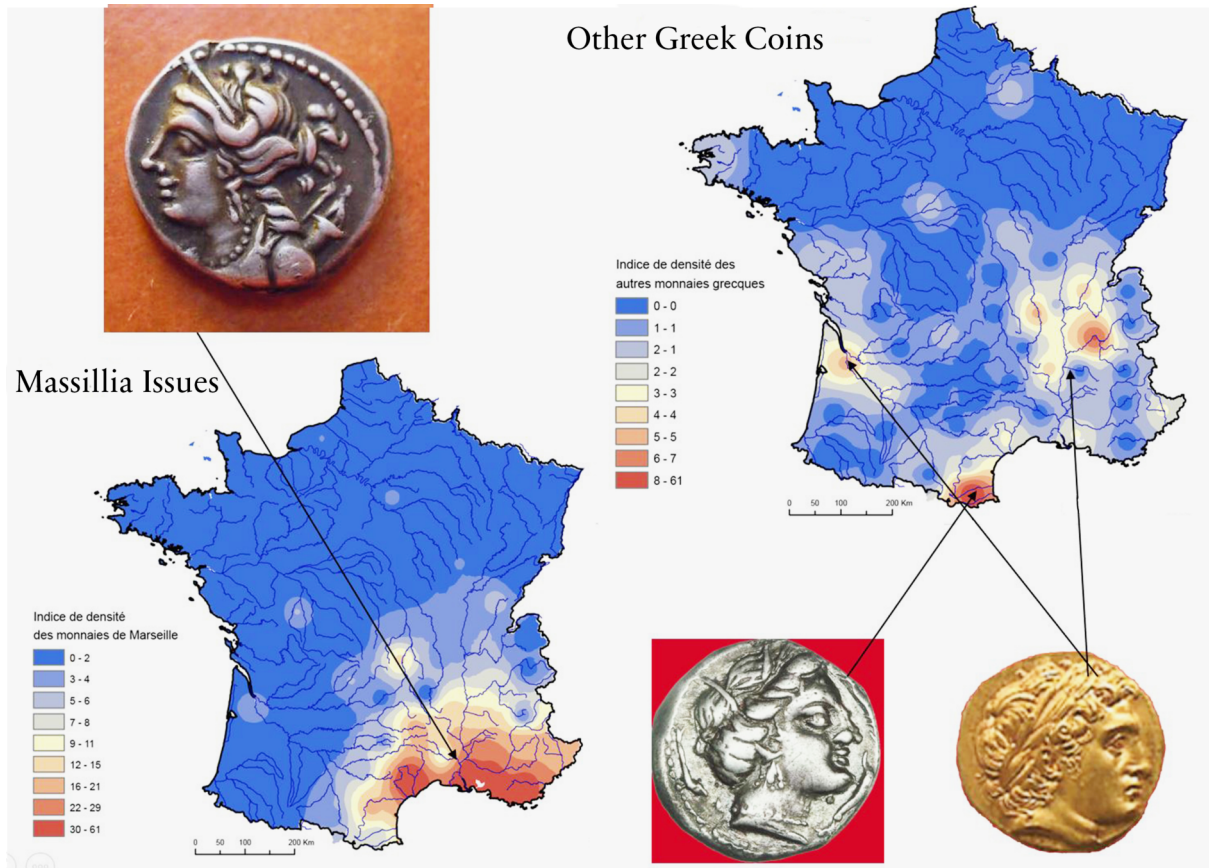 Other Greek Coins
Indice de densité des
autres monnaies grecques
0 - 0
1 - 1
2 - 1
2 - 2
3 - 3
4 - 4
5 - 5
6 - 7
8 - 61
0 50 100 200 Km
Massillia Issues
Indice de densité
des monnaies de Marseille
0 - 2
3 - 4
5 - 6
7 - 8
9 - 11
12 - 15
16 - 21
22 - 29
30 - 61
0 50 100 200 Km